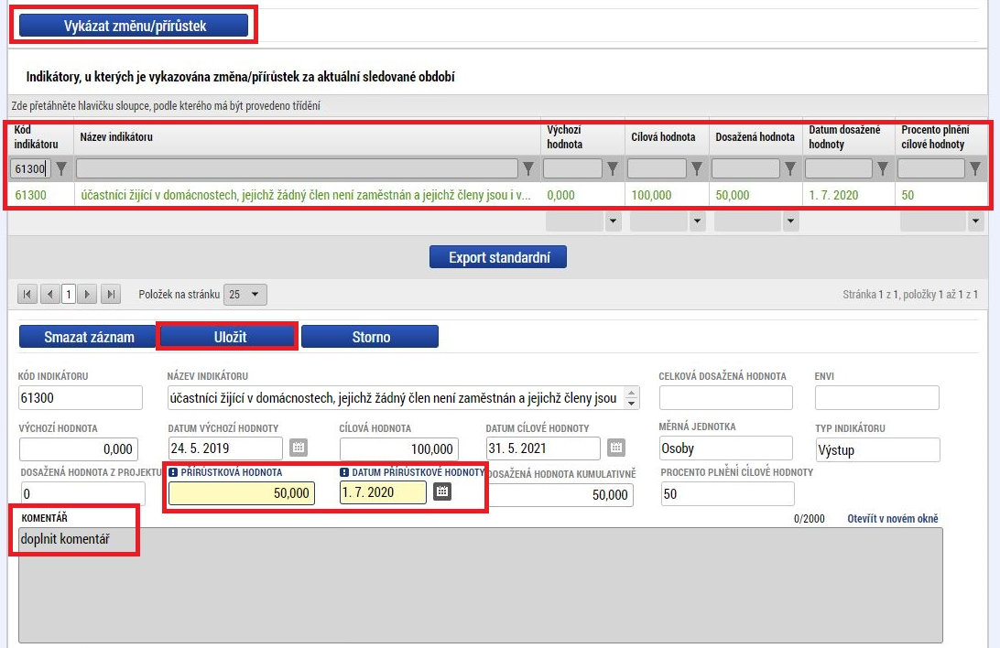 Vykázat změnu/přírůstek
Indikátory, u kterých je vykazována změna/přírůstek za aktuální sledované období
Zde přetáhněte hlavičku sloupce, podle kterého má být provedeno třídění
Kód indikátoru Název indikátoru Výchozí hodnota Cílová hodnota Dosažená hodnota Datum dosažené hodnoty Procento plnění cílové hodnoty
61300
61300 účastníci žijící v domácnostech, jejichž žádný člen není zaměstnán a jejichž členy jsou i v... 0,000 100,000 50,000 1. 7. 2020 50
Export standardní
1 Položek na stránku 25 Stránka 1 z 1, položky 1 až 1 z 1
Smazat záznam Uložit Storno
KÓD INDIKÁTORU NÁZEV INDIKÁTORU CELKOVÁ DOSAŽENÁ HODNOTA ENVI
61300 účastníci žijící v domácnostech, jejichž žádný člen není zaměstnán a jejichž členy jsou
VÝCHOZÍ HODNOTA DATUM VÝCHOZÍ HODNOTY CÍLOVÁ HODNOTA DATUM CÍLOVÉ HODNOTY MĚRNÁ JEDNOTKA TYP INDIKÁTORU
0,000 24. 5. 2019 100,000 31. 5. 2021 Osoby Výstup
DOSAŽENÁ HODNOTA Z PROJEKTU PŘÍRŮSTKOVÁ HODNOTA DATUM PŘÍRŮSTKOVÉ HODNOTY DOSAŽENÁ HODNOTA KUMULATIVNĚ PROCENTO PLNĚNÍ CÍLOVÉ HODNOTY
0 50,000 1. 7. 2020 50,000 50
KOMENTÁŘ 0/2000 Otevřít v novém okně
doplnit komentář